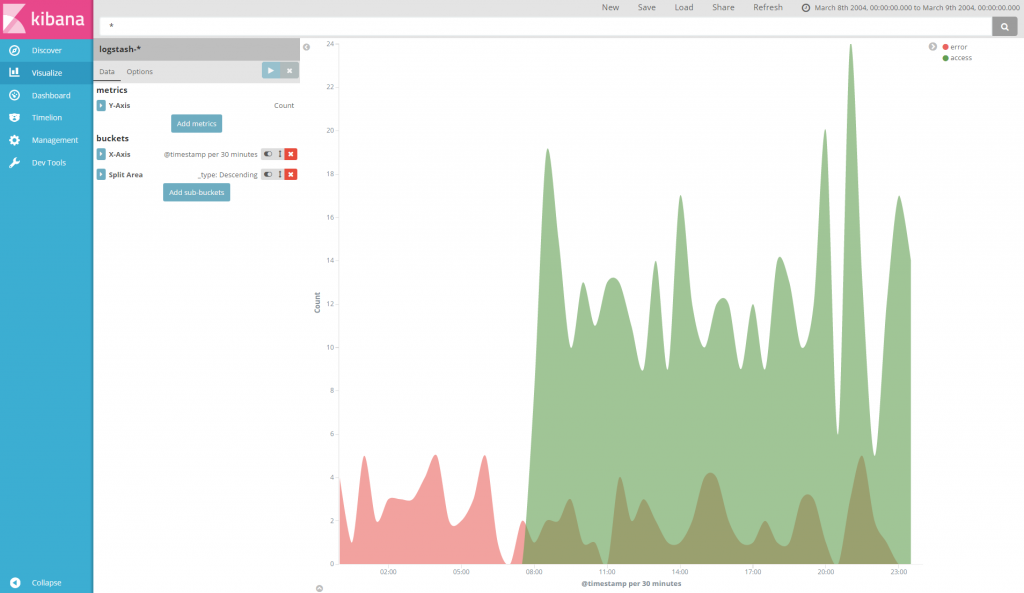 kibana
New Save Load Share Refresh March 8th 2004, 00:00:00.000 to March 9th 2004, 00:00:00.000
*
Discover
Visualize
Dashboard
Timelion
Management
Dev Tools
Collapse
logstash-*
Data Options
metrics
Y-Axis Count
Add metrics
buckets
X-Axis @timestamp per 30 minutes
Split Area _type: Descending
Add sub-buckets
24
22
20
18
16
14
12
10
8
6
4
2
0
Count
02:00 05:00 08:00 11:00 14:00 17:00 20:00 23:00
@timestamp per 30 minutes
error
access